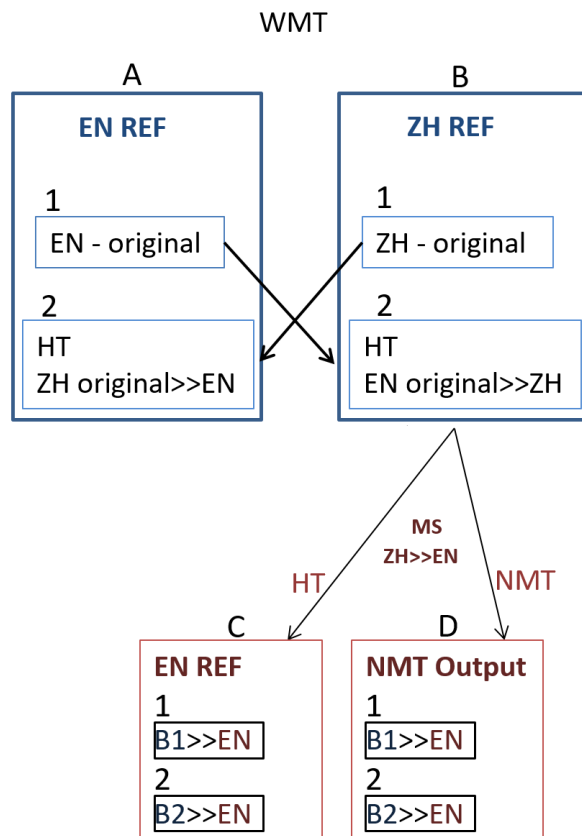 WMT
A
EN REF
1
EN - original
2
HT
ZH original>>EN
B
ZH REF
1
ZH - original
2
HT
EN original>>ZH
MS
ZH>>EN
HT
NMT
C
EN REF
1
B1>>EN
2
B2>>EN
D
NMT Output
1
B1>>EN
2
B2>>EN